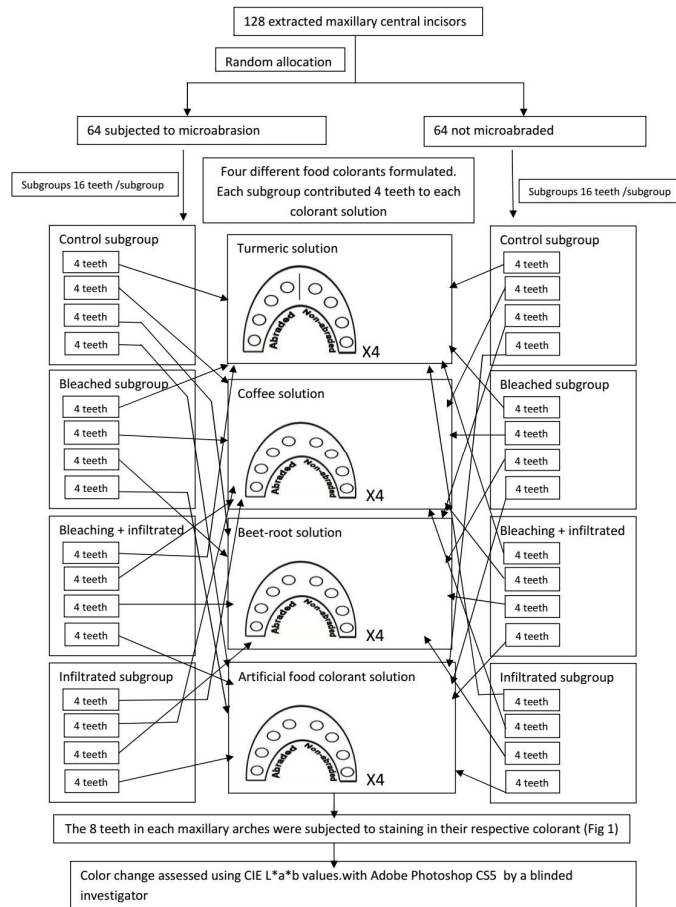 128 extracted maxillary central incisors
Random allocation
64 subjected to microabrasion
64 not microabraded
Subgroups 16 teeth /subgroup
Four different food colorants formulated.
Each subgroup contributed 4 teeth to each
colorant solution
Subgroups 16 teeth /subgroup
Control subgroup
4 teeth
4 teeth
4 teeth
4 teeth
Bleached subgroup
4 teeth
4 teeth
4 teeth
4 teeth
Bleaching + infiltrated
4 teeth
4 teeth
4 teeth
4 teeth
Infiltrated subgroup
4 teeth
4 teeth
4 teeth
4 teeth
Turmeric solution
Abraded
Non-abraded
X4
Coffee solution
Abraded
Non-abraded
X4
Beet-root solution
Abraded
Non-abraded
X4
Artificial food colorant solution
Abraded
Non-abraded
X4
Control subgroup
4 teeth
4 teeth
4 teeth
4 teeth
Bleached subgroup
4 teeth
4 teeth
4 teeth
4 teeth
Bleaching + infiltrated
4 teeth
4 teeth
4 teeth
4 teeth
Infiltrated subgroup
4 teeth
4 teeth
4 teeth
4 teeth
The 8 teeth in each maxillary arches were subjected to staining in their respective colorant (Fig 1)
Color change assessed using CIE L*a*b values.with Adobe Photoshop CS5 by a blinded
investigator